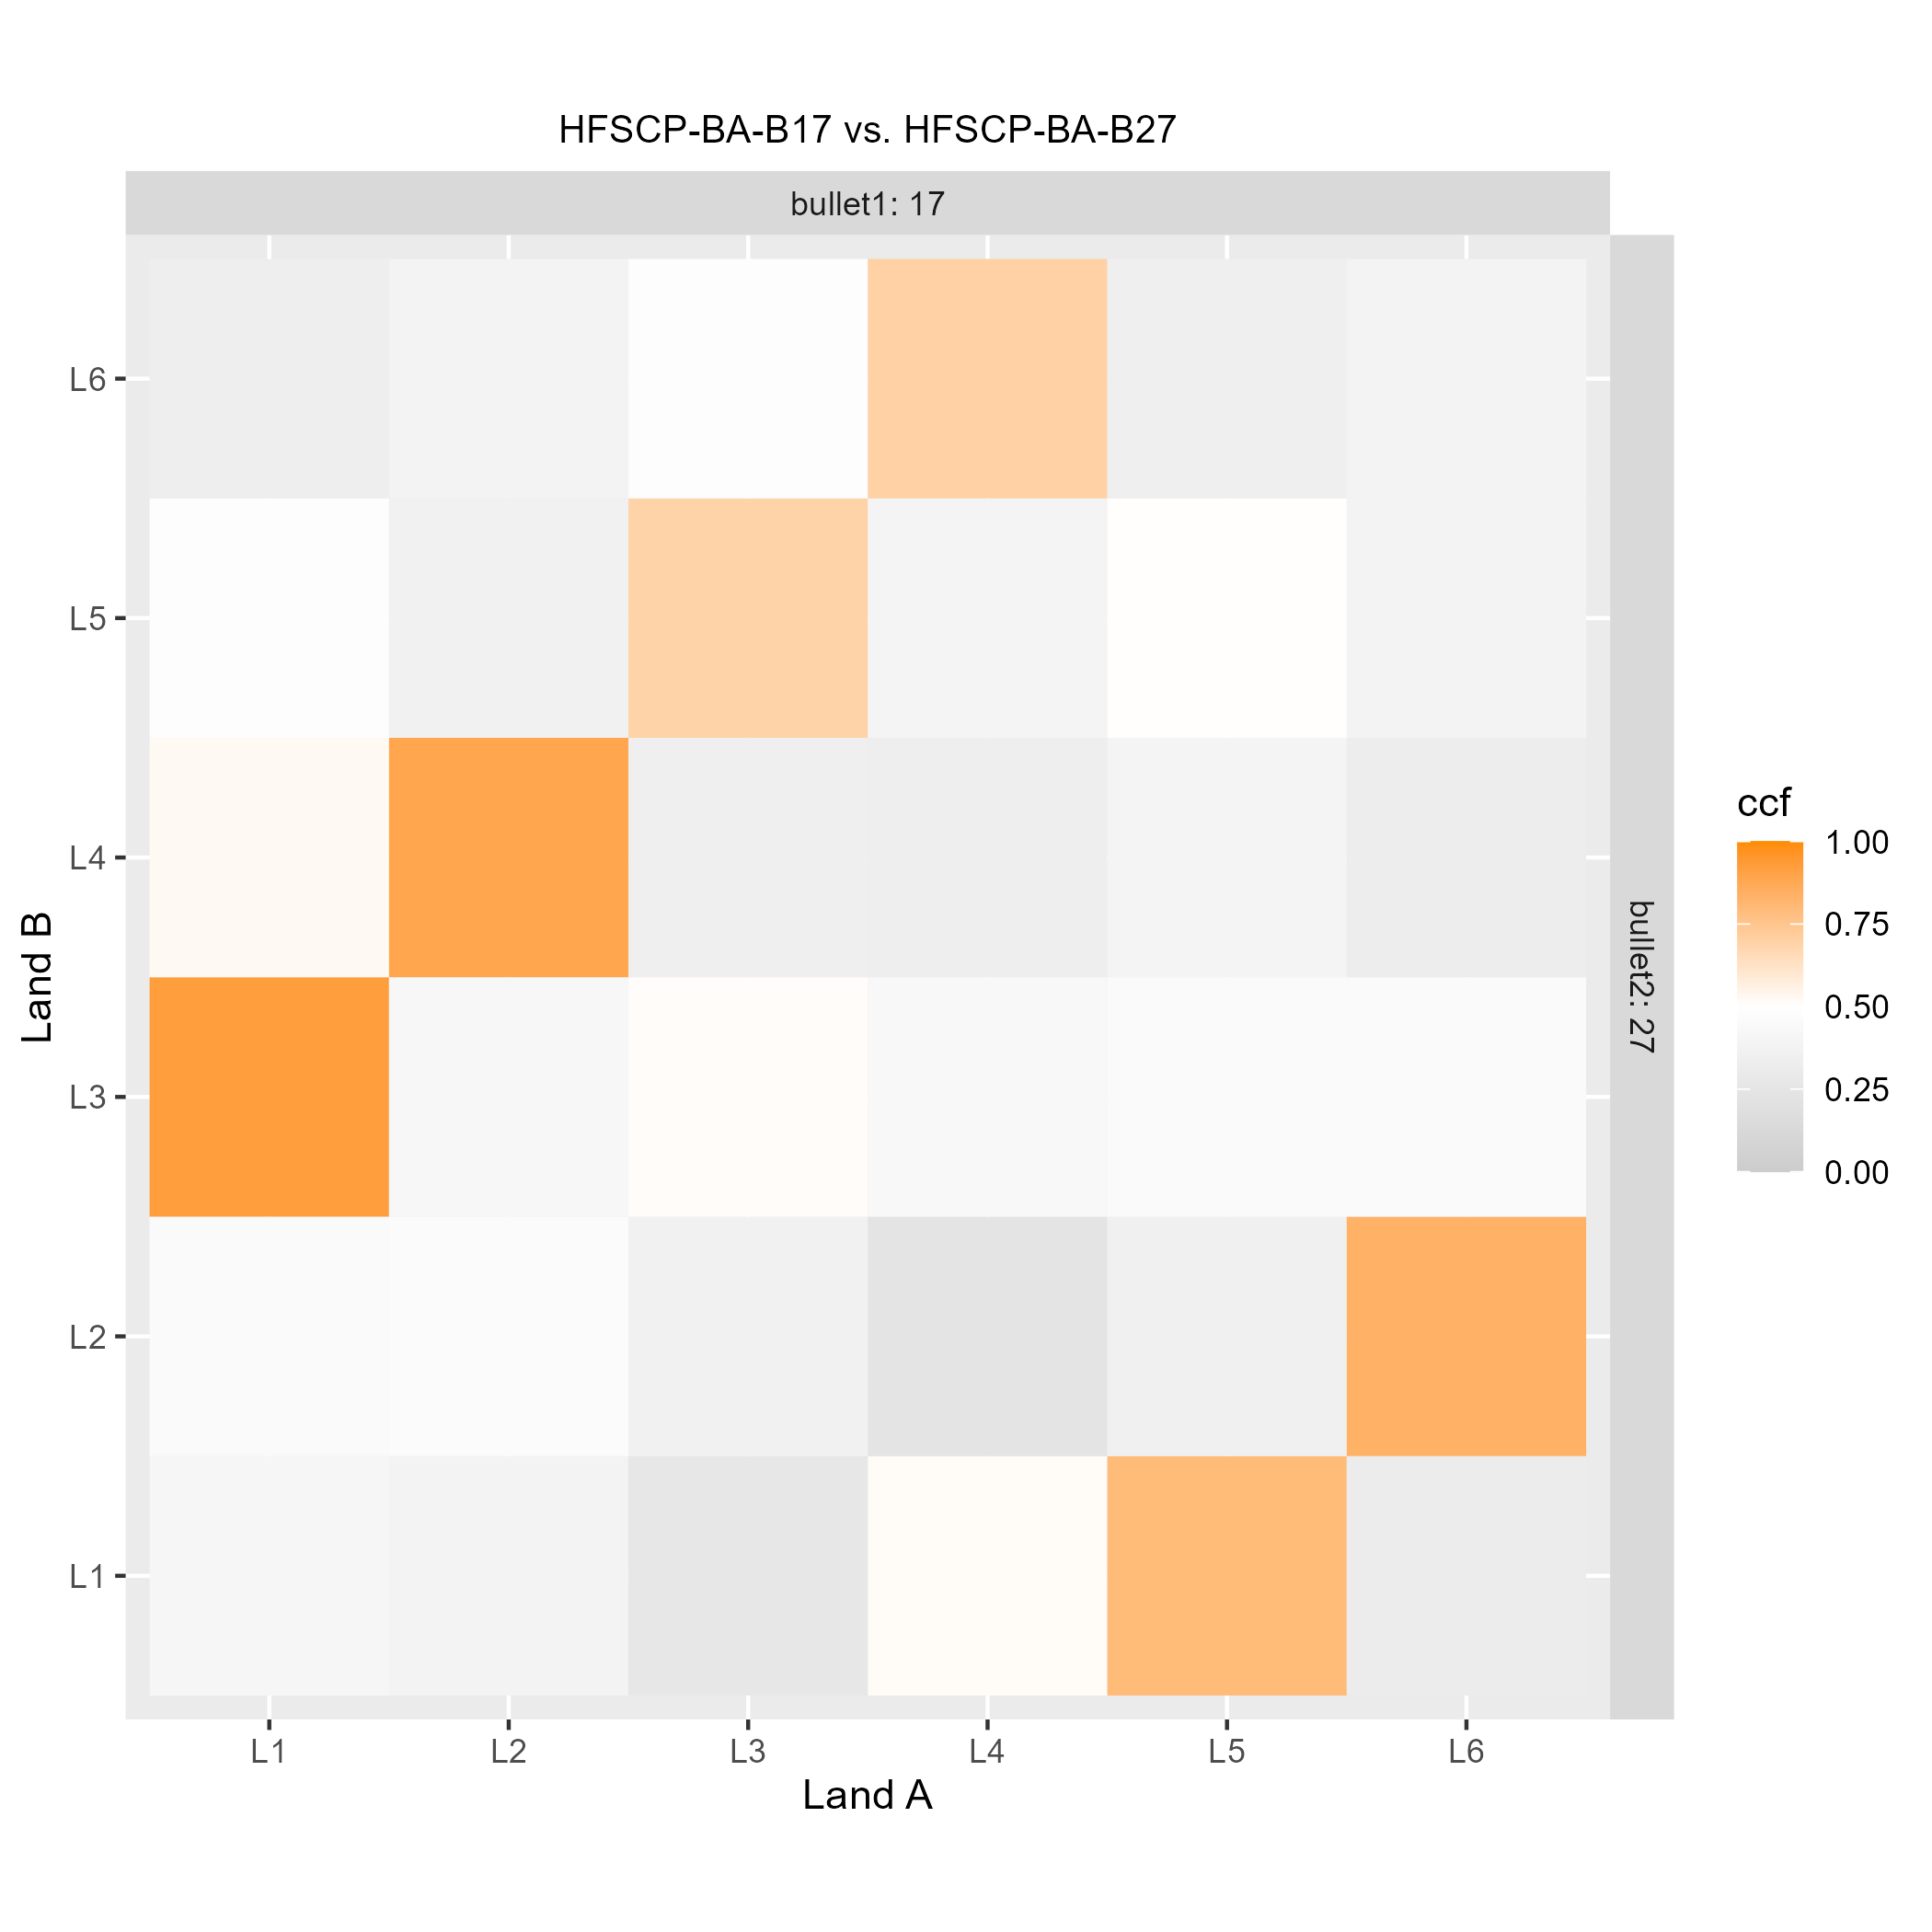 HFSCP-BA-B17 vs. HFSCP-BA-B27
bullet1: 17
L6
L5
L4
L3
L2
L1
Land B
L1 L2 L3 L4 L5 L6
Land A
bullet2: 27
ccf
1.00
0.75
0.50
0.25
0.00